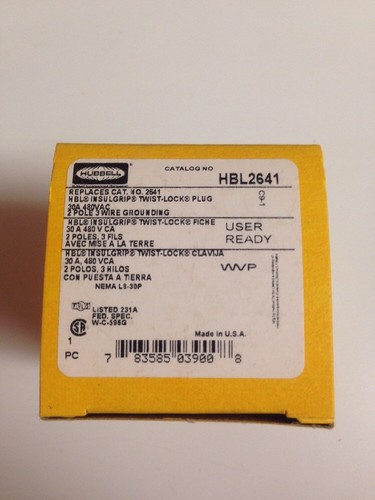 HUBBELL
CATALOG NO
HBL2641
REPLACES CAT. NO. 2641
HBL® INSULGRIP® TWIST-LOCK® PLUG
30A 480VAC
2 POLE 3 WIRE GROUNDING
C9-1
HBL® INSULGRIP® TWIST-LOCK® FICHE
30 A 480 V CA
2 POLES, 3 FILS
AVEC MISE A LA TERRE
USER
READY
HBL® INSULGRIP® TWIST-LOCK® CLAVIJA
30 A, 480 VCA
2 POLOS, 3 HILOS
CON PUESTA A TIERRA
WVP
NEMA L8-30P
LISTED 231A
FED. SPEC.
W-C-596G
Made in U.S.A.
1
PC
7 83585 03900 8